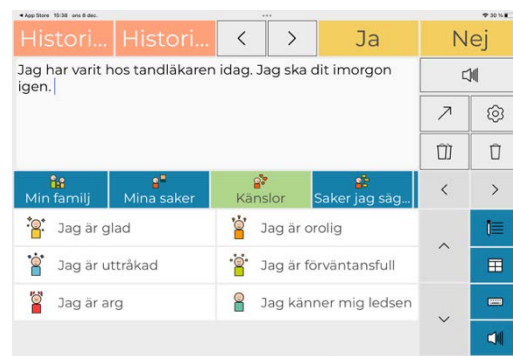 App Store 10:38 ons 8 dec. 30 %
Histori... Histori... Ja Nej
Jag har varit hos tandläkaren idag. Jag ska dit imorgon
igen.
Min familj Mina saker Känslor Saker jag säg...
Jag är glad Jag är orolig
Jag är uttråkad Jag är förväntansfull
Jag är arg Jag känner mig ledsen